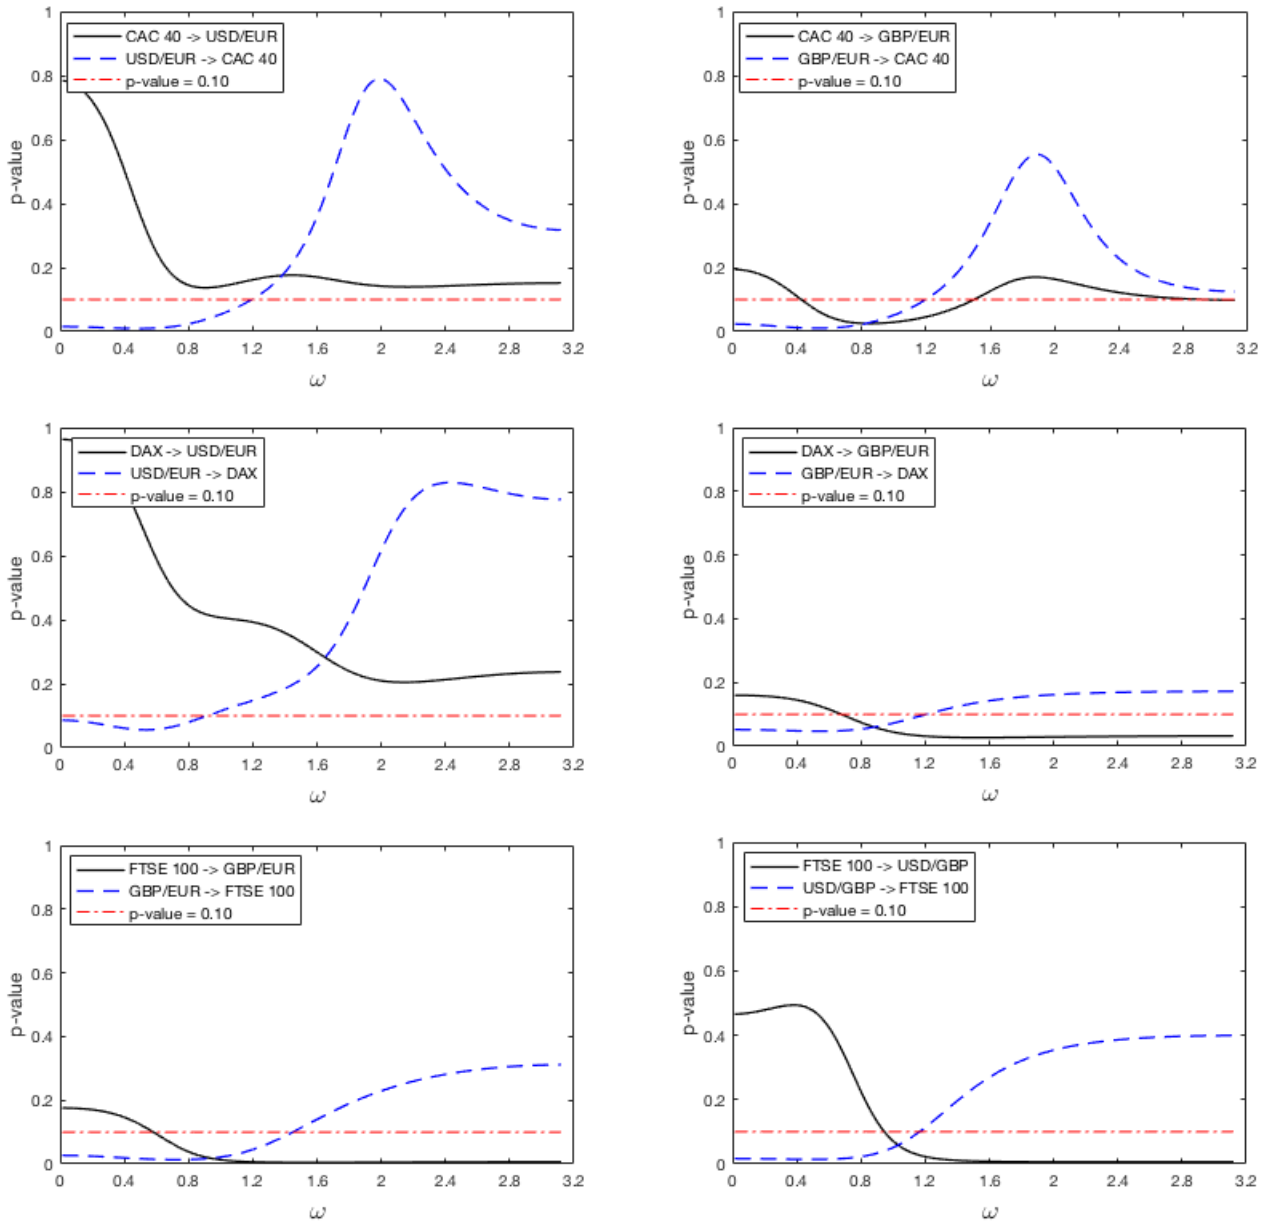 1
CAC 40 -> USD/EUR
USD/EUR -> CAC 40
p-value = 0.10
0.8
0.6
0.4
0.2
0
p-value
0 0.4 0.8 1.2 1.6 2 2.4 2.8 3.2
ω
1
CAC 40 -> GBP/EUR
GBP/EUR -> CAC 40
p-value = 0.10
0.8
0.6
0.4
0.2
0
p-value
0 0.4 0.8 1.2 1.6 2 2.4 2.8 3.2
ω
1
DAX -> USD/EUR
USD/EUR -> DAX
p-value = 0.10
0.8
0.6
0.4
0.2
0
p-value
0 0.4 0.8 1.2 1.6 2 2.4 2.8 3.2
ω
1
DAX -> GBP/EUR
GBP/EUR -> DAX
p-value = 0.10
0.8
0.6
0.4
0.2
0
p-value
0 0.4 0.8 1.2 1.6 2 2.4 2.8 3.2
ω
1
FTSE 100 -> GBP/EUR
GBP/EUR -> FTSE 100
p-value = 0.10
0.8
0.6
0.4
0.2
0
p-value
0 0.4 0.8 1.2 1.6 2 2.4 2.8 3.2
ω
1
FTSE 100 -> USD/GBP
USD/GBP -> FTSE 100
p-value = 0.10
0.8
0.6
0.4
0.2
0
p-value
0 0.4 0.8 1.2 1.6 2 2.4 2.8 3.2
ω